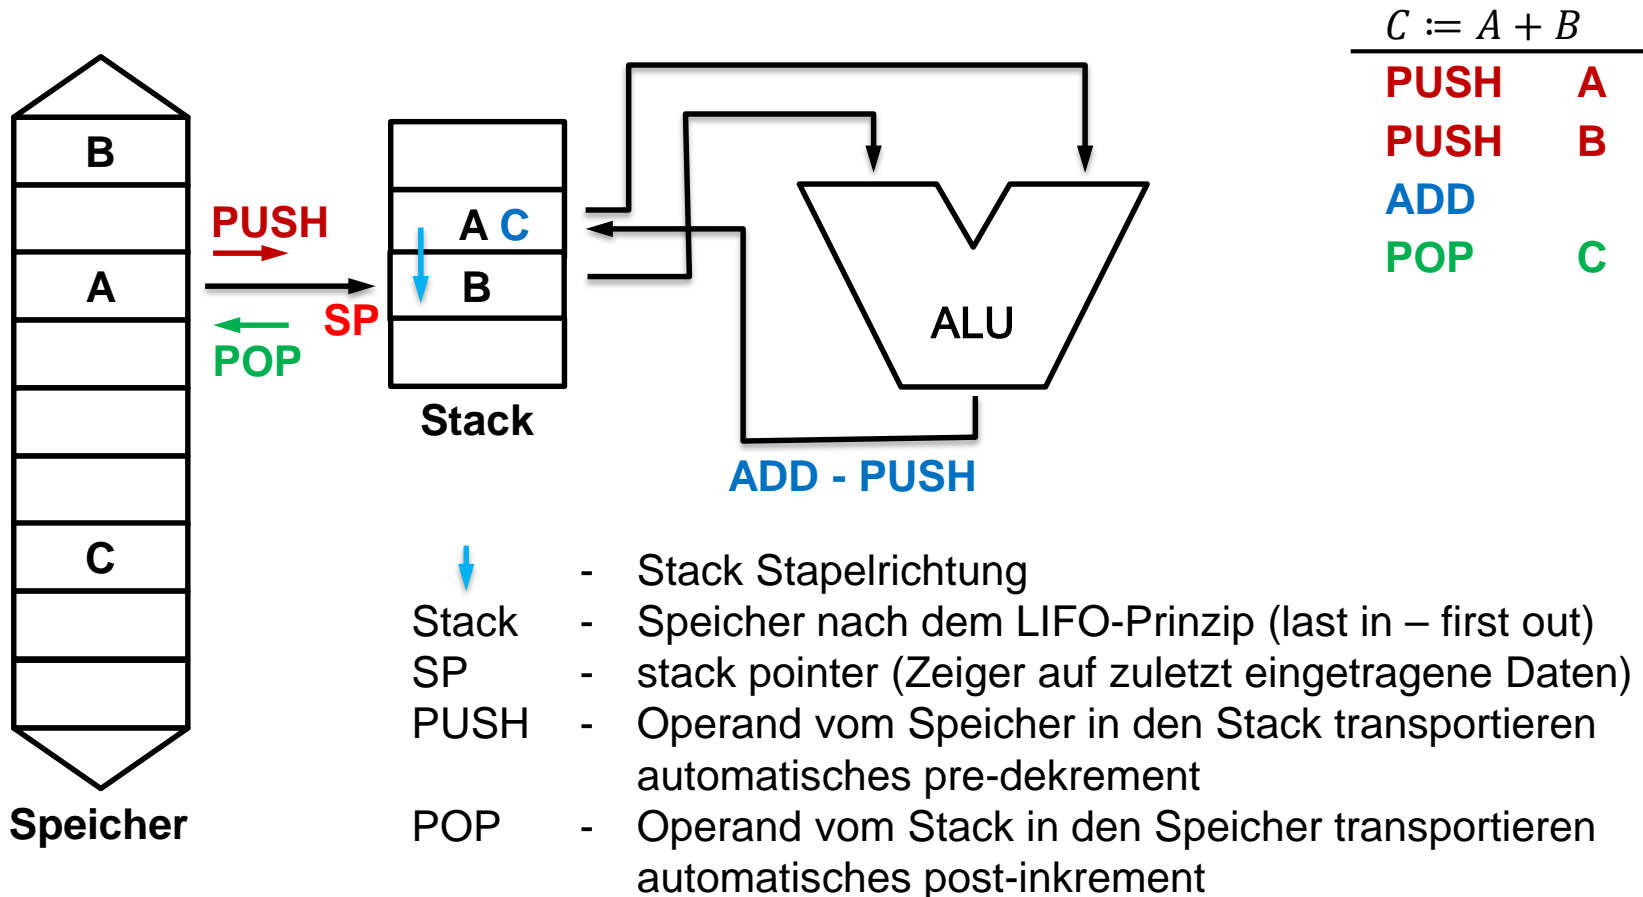 C := A + B
PUSH A
PUSH B
ADD
POP C
B
A
C
Speicher
PUSH
SP
POP
A C
B
Stack
ALU
ADD - PUSH
- Stack Stapelrichtung
Stack - Speicher nach dem LIFO-Prinzip (last in – first out)
SP - stack pointer (Zeiger auf zuletzt eingetragene Daten)
PUSH - Operand vom Speicher in den Stack transportieren
automatisches pre-dekrement
POP - Operand vom Stack in den Speicher transportieren
automatisches post-inkrement